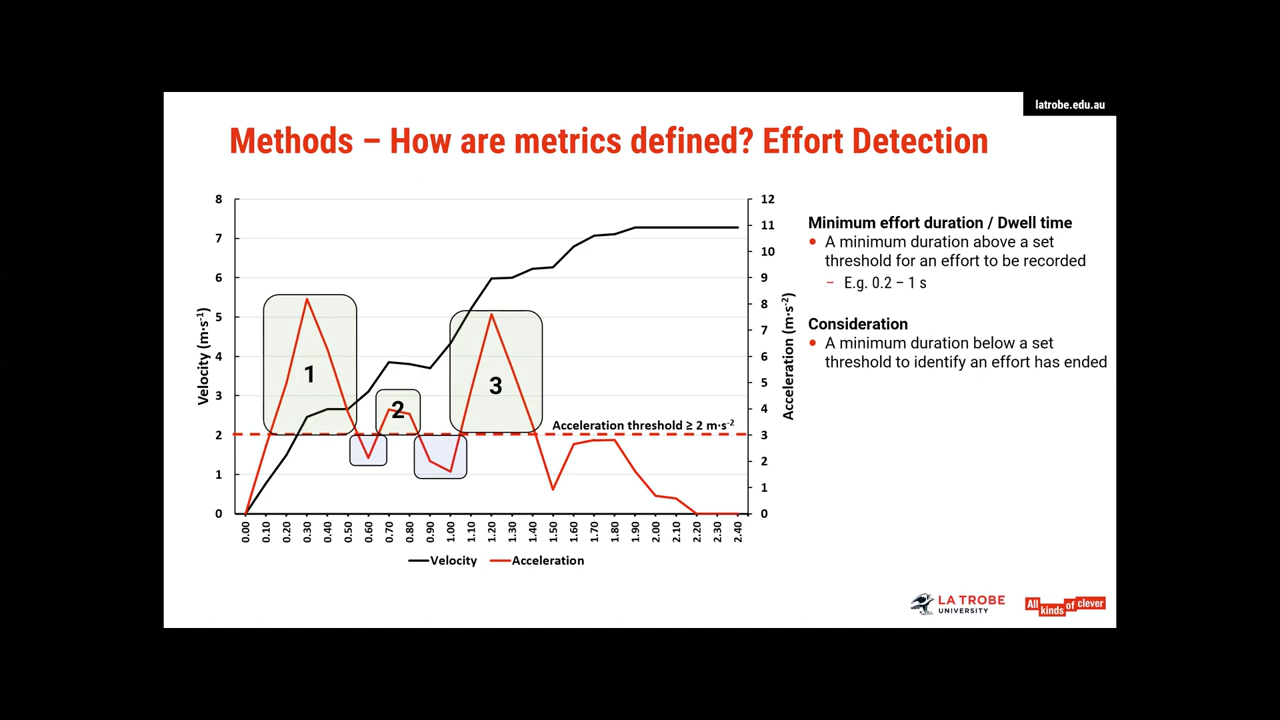 latrobe.edu.au
Methods – How are metrics defined? Effort Detection
8
7
6
5
4
3
2
1
0
Velocity (m·s⁻¹)
12
11
10
9
8
7
6
5
4
3
2
1
0
Acceleration (m·s⁻²)
1
2
3
Acceleration threshold ≥ 2 m·s⁻²
0.00 0.10 0.20 0.30 0.40 0.50 0.60 0.70 0.80 0.90 1.00 1.10 1.20 1.30 1.40 1.50 1.60 1.70 1.80 1.90 2.00 2.10 2.20 2.30 2.40
Velocity Acceleration
Minimum effort duration / Dwell time
• A minimum duration above a set
threshold for an effort to be recorded
– E.g. 0.2 – 1 s
Consideration
• A minimum duration below a set
threshold to identify an effort has ended
LA TROBE
UNIVERSITY
All kinds of clever